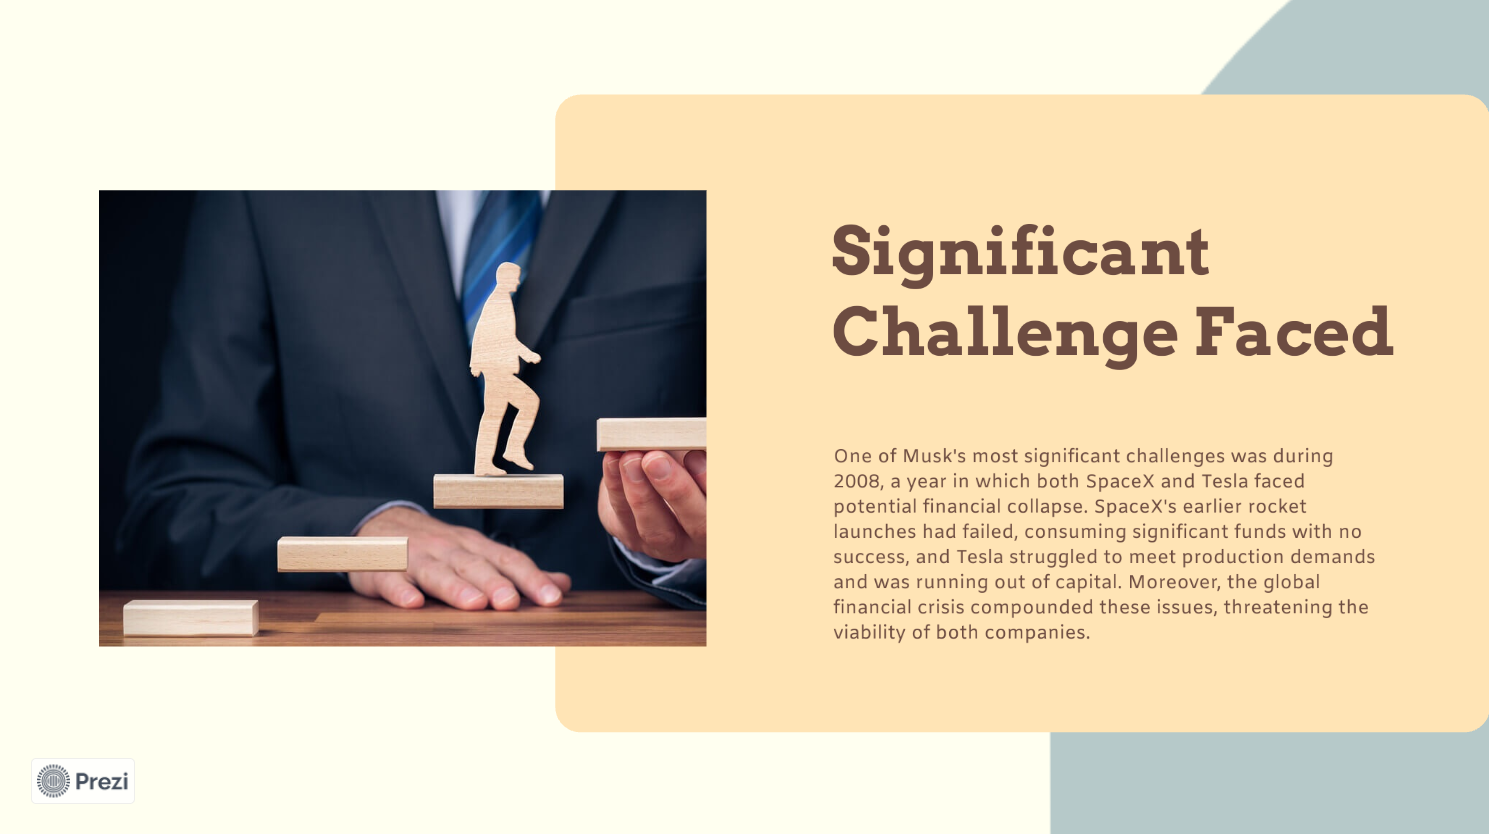 Significant
Challenge Faced
One of Musk's most significant challenges was during
2008, a year in which both SpaceX and Tesla faced
potential financial collapse. SpaceX's earlier rocket
launches had failed, consuming significant funds with no
success, and Tesla struggled to meet production demands
and was running out of capital. Moreover, the global
financial crisis compounded these issues, threatening the
viability of both companies.
Prezi